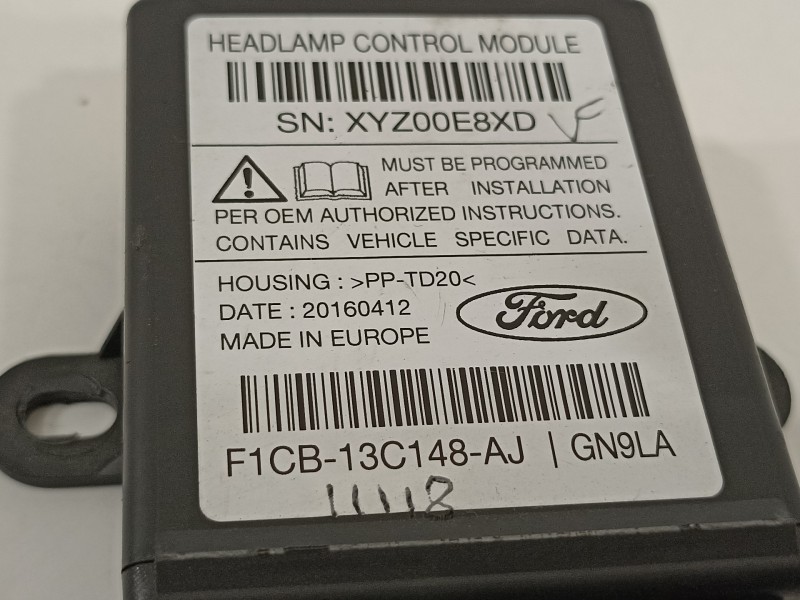 HEADLAMP CONTROL MODULE
SN: XYZ00E8XD
MUST BE PROGRAMMED
AFTER INSTALLATION
PER OEM AUTHORIZED INSTRUCTIONS.
CONTAINS VEHICLE SPECIFIC DATA.
HOUSING : >PP-TD20<
DATE : 20160412
Ford
MADE IN EUROPE
F1CB-13C148-AJ | GN9LA
11118